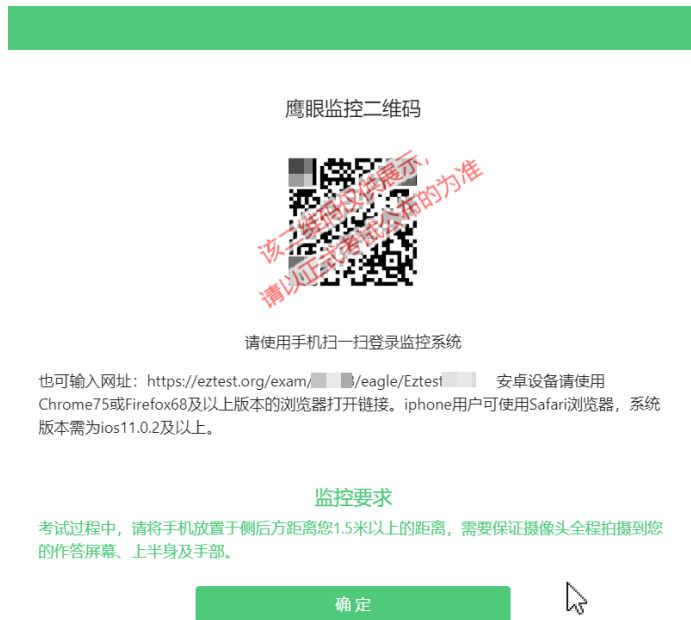 鹰眼监控二维码
该二维码仅供展示,
请以正式考试公布的为准
请使用手机扫一扫登录监控系统
也可输入网址：https://eztest.org/exam/ /eagle/Eztest 安卓设备请使用
Chrome75或Firefox68及以上版本的浏览器打开链接。iphone用户可使用Safari浏览器，系统
版本需为ios11.0.2及以上。
监控要求
考试过程中，请将手机放置于侧后方距离您1.5米以上的距离，需要保证摄像头全程拍摄到您
的作答屏幕、上半身及手部。
确 定